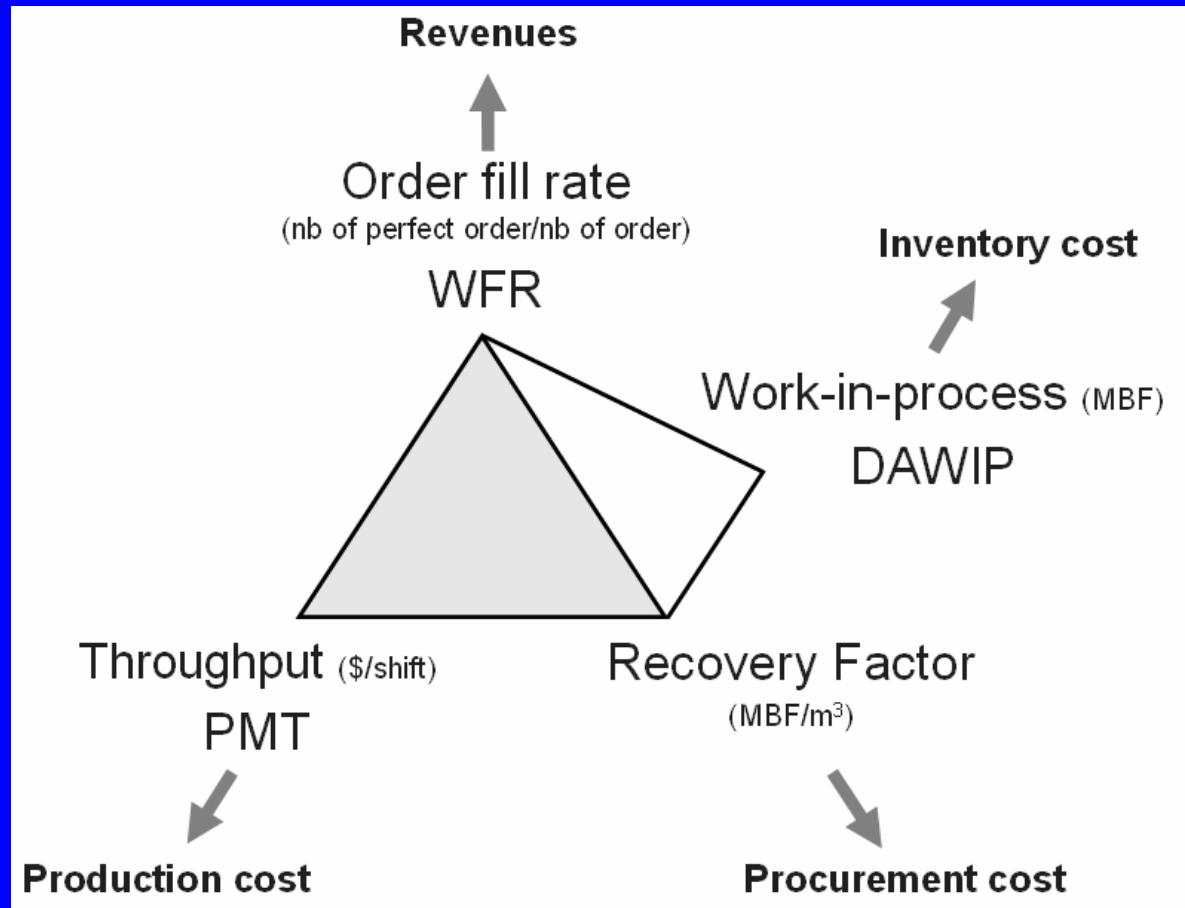 Revenues
Order fill rate
(nb of perfect order/nb of order)
WFR
Inventory cost
Work-in-process (MBF)
DAWIP
Throughput ($/shift)
PMT
Recovery Factor
(MBF/m³)
Production cost
Procurement cost